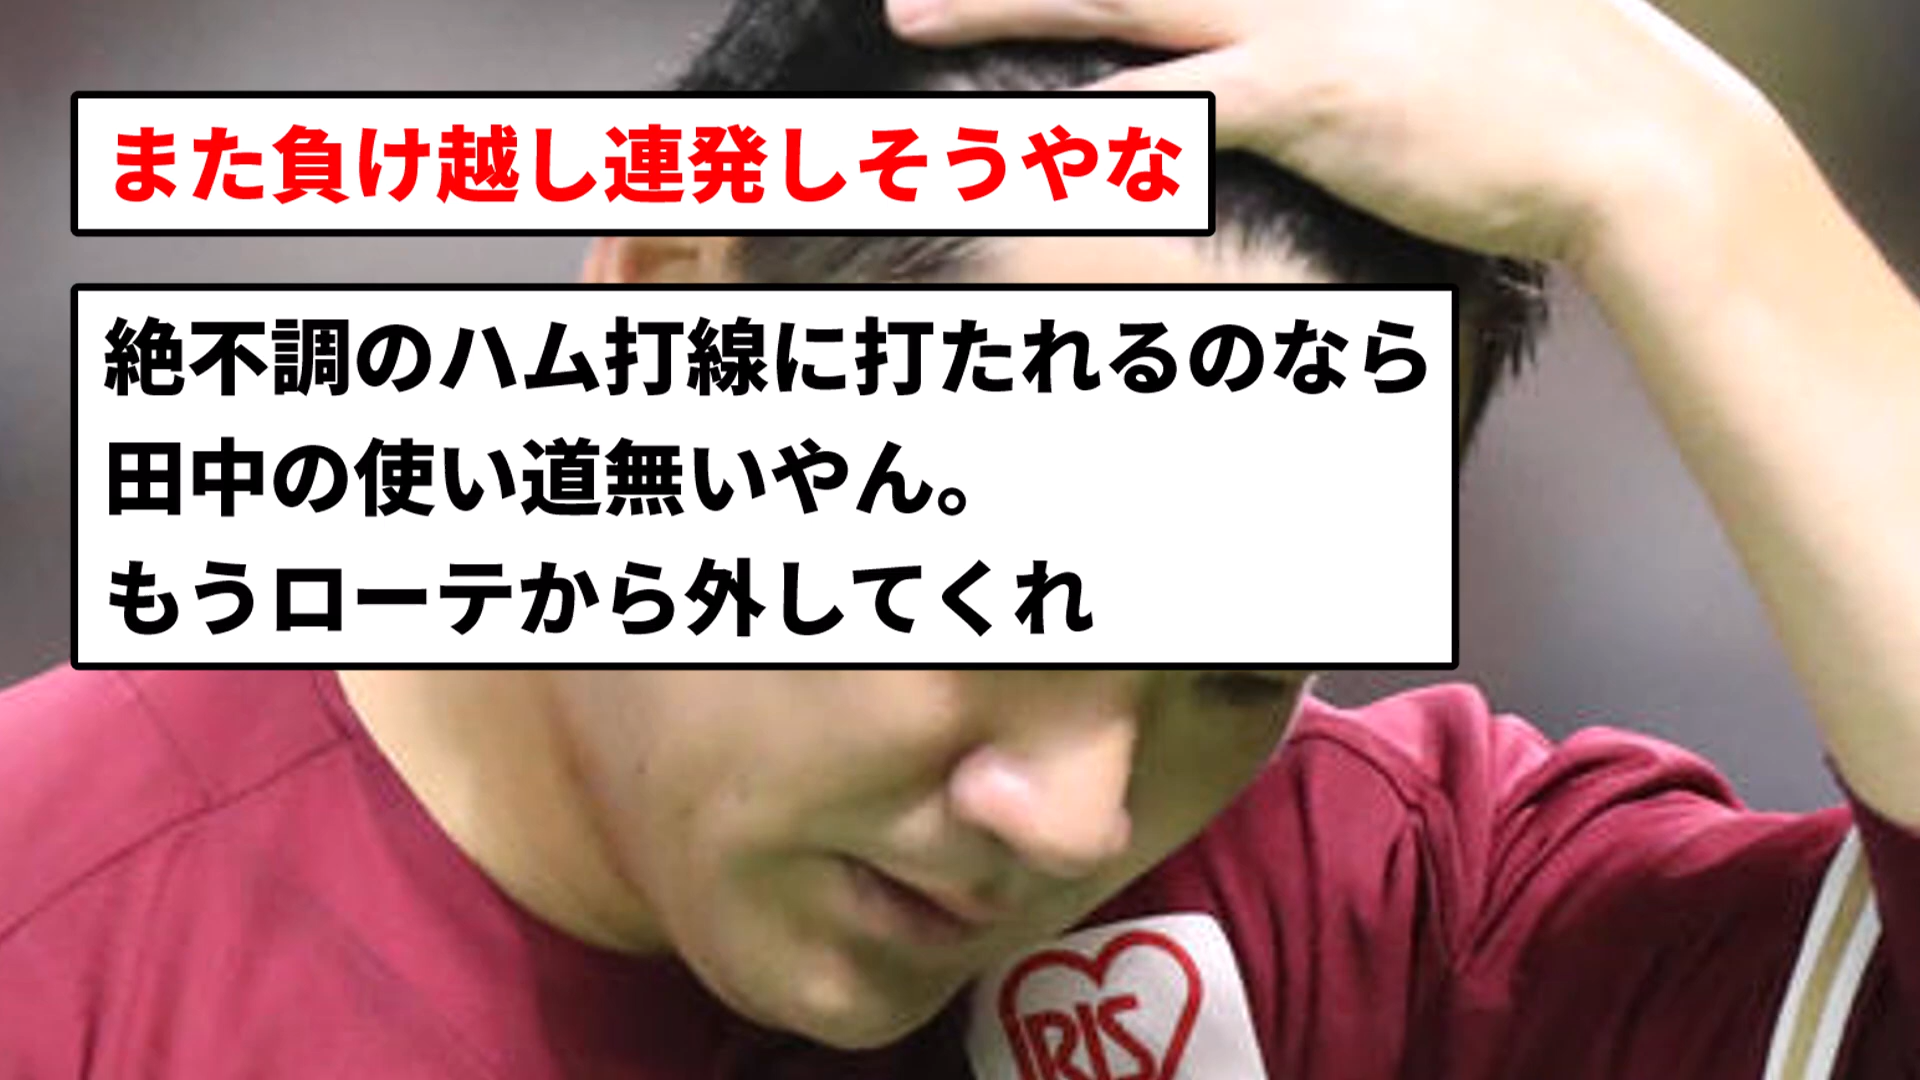 また負け越し連発しそうやな
絶不調のハム打線に打たれるのなら
田中の使い道無いやん。
もうローテから外してくれ
IRIS